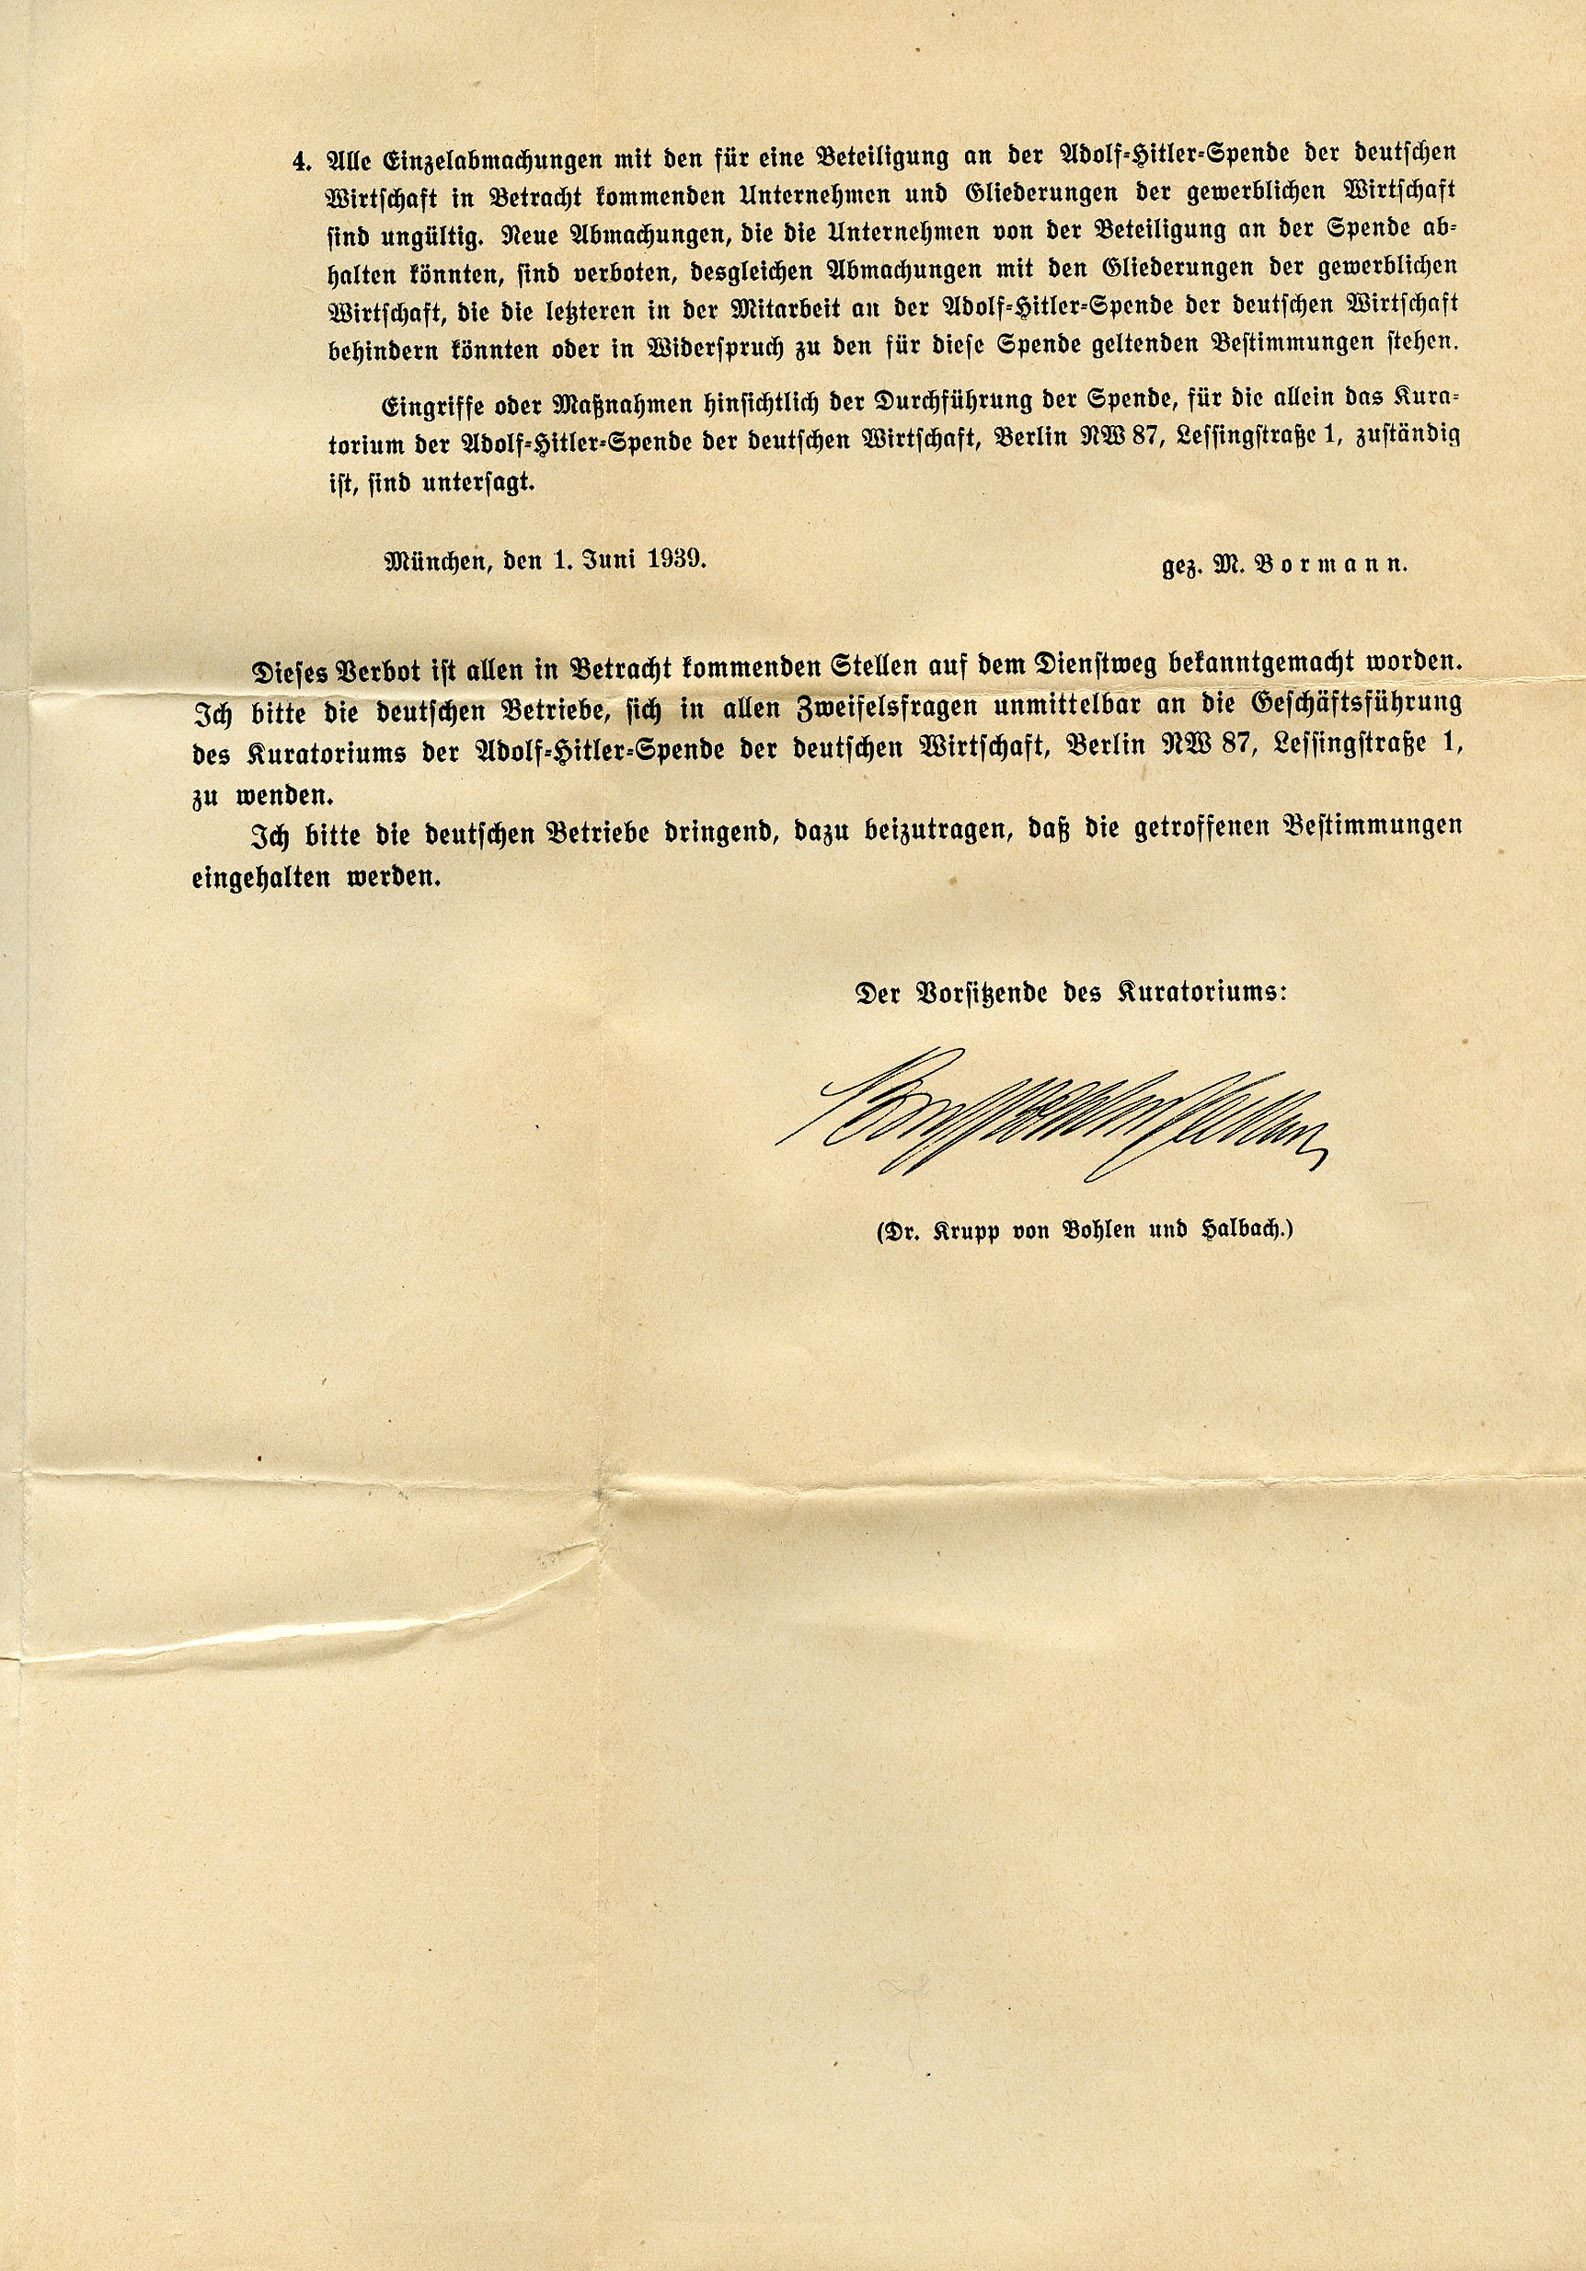 4. Alle Einzelabmachungen mit den für eine Beteiligung an der Adolf-Hitler-Spende der deutschen
Wirtschaft in Betracht kommenden Unternehmen und Gliederungen der gewerblichen Wirtschaft
sind ungültig. Neue Abmachungen, die die Unternehmen von der Beteiligung an der Spende ab-
halten könnten, sind verboten, desgleichen Abmachungen mit den Gliederungen der gewerblichen
Wirtschaft, die die letzteren in der Mitarbeit an der Adolf-Hitler-Spende der deutschen Wirtschaft
behindern könnten oder in Widerspruch zu den für diese Spende geltenden Bestimmungen stehen.
Eingriffe oder Maßnahmen hinsichtlich der Durchführung der Spende, für die allein das Kura-
torium der Adolf-Hitler-Spende der deutschen Wirtschaft, Berlin NW 87, Lessingstraße 1, zuständig
ist, sind untersagt.
München, den 1. Juni 1939. gez. M. Bormann.
Dieses Verbot ist allen in Betracht kommenden Stellen auf dem Dienstweg bekanntgemacht worden.
Ich bitte die deutschen Betriebe, sich in allen Zweifelsfragen unmittelbar an die Geschäftsführung
des Kuratoriums der Adolf-Hitler-Spende der deutschen Wirtschaft, Berlin NW 87, Lessingstraße 1,
zu wenden.
Ich bitte die deutschen Betriebe dringend, dazu beizutragen, daß die getroffenen Bestimmungen
eingehalten werden.
Der Vorsitzende des Kuratoriums:
(Dr. Krupp von Bohlen und Halbach.)